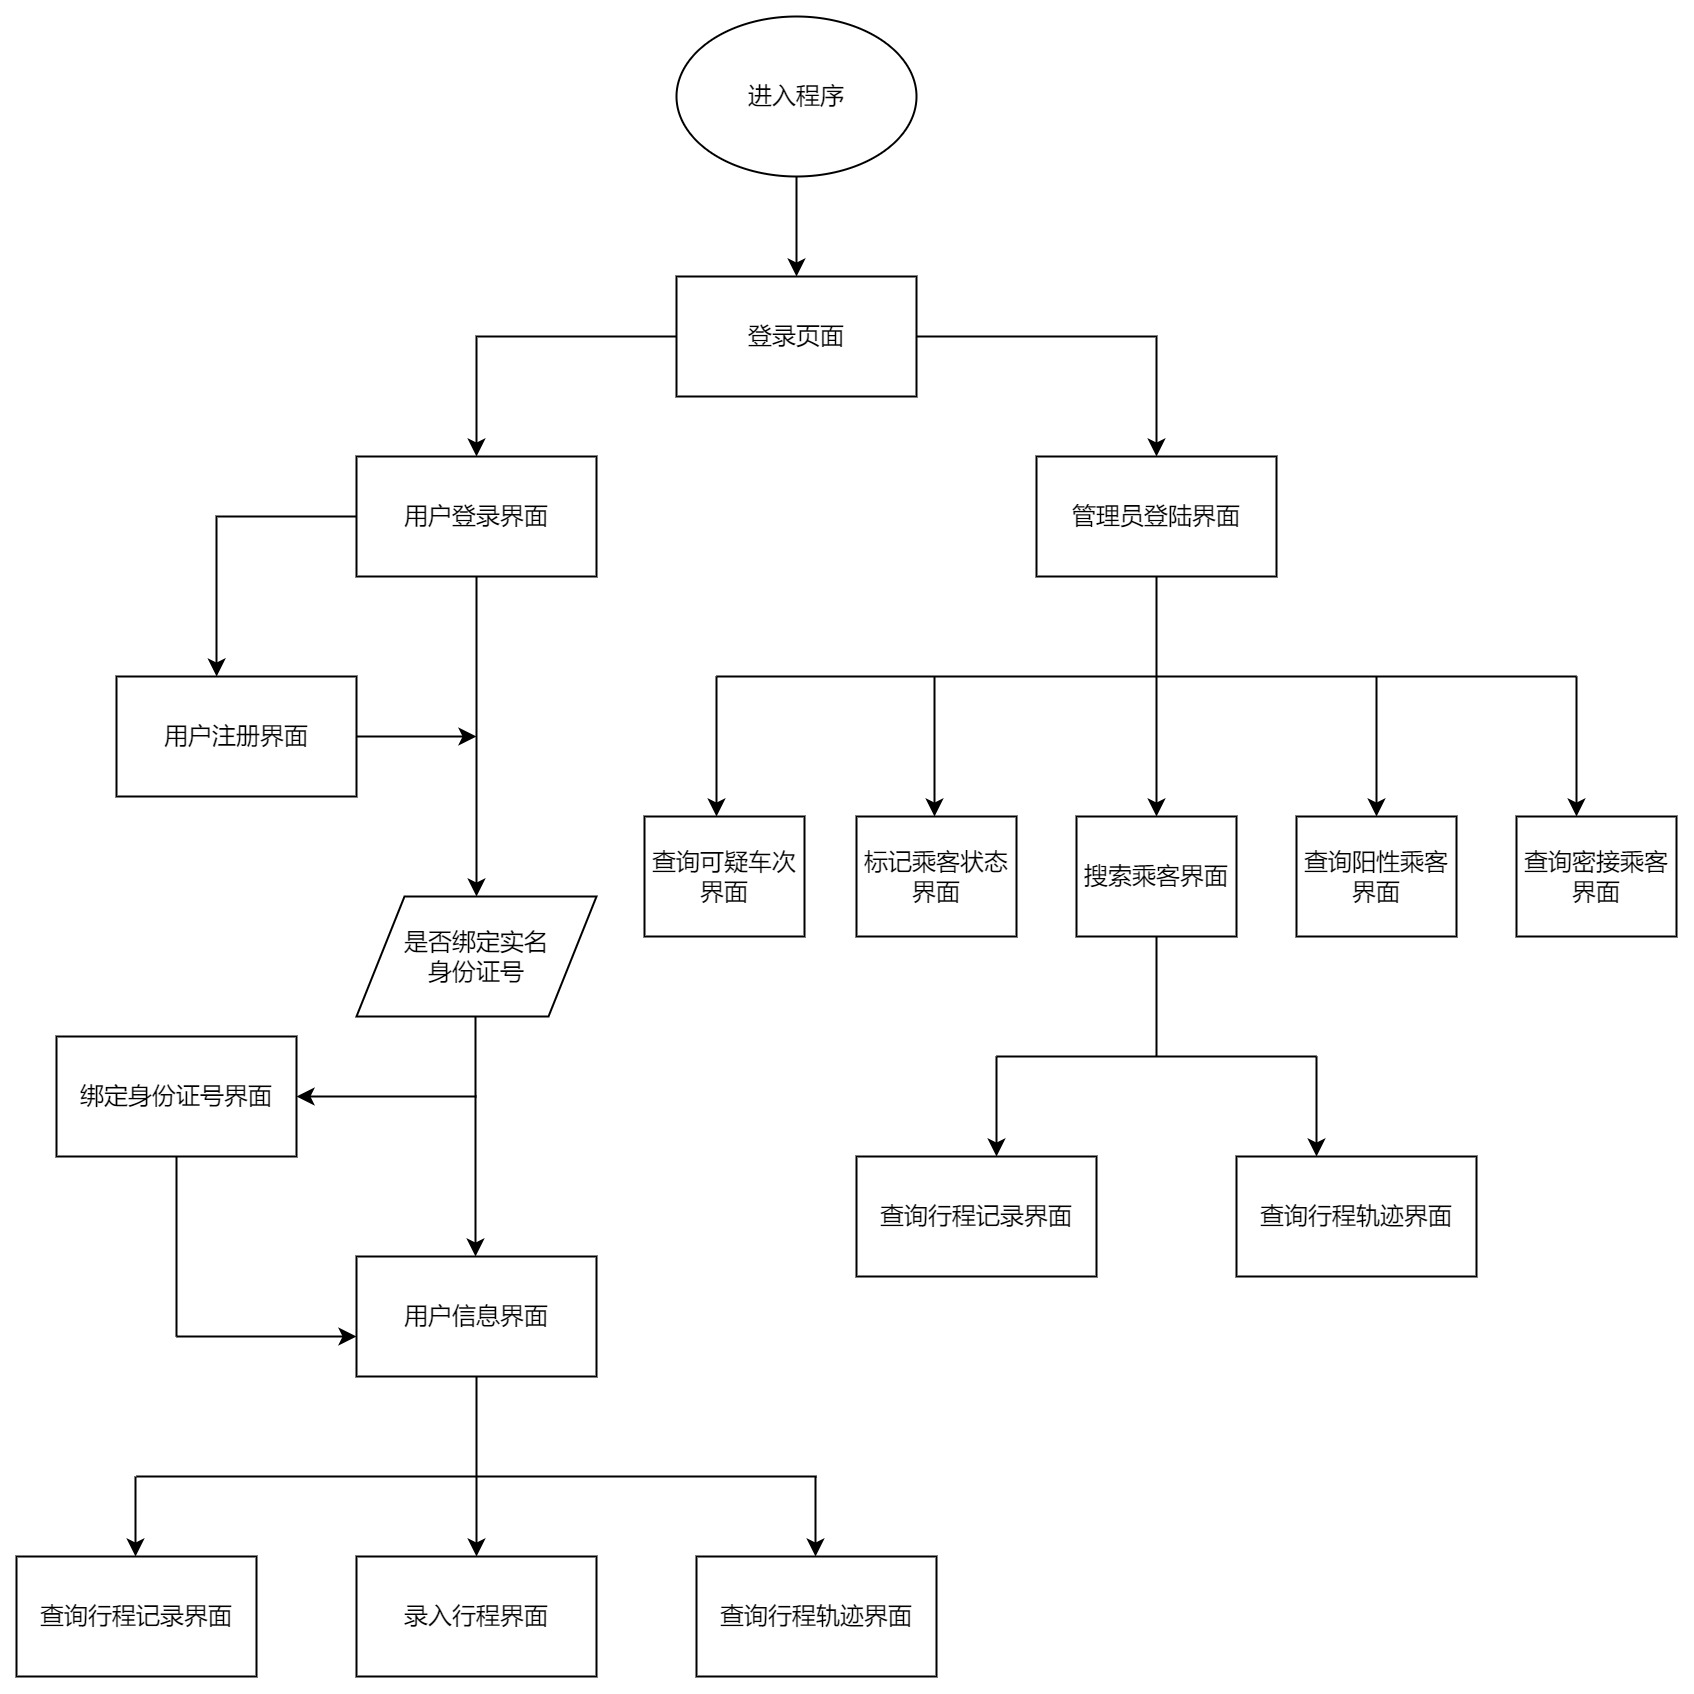 进入程序
登录页面
用户登录界面
管理员登陆界面
用户注册界面
查询可疑车次
界面
标记乘客状态
界面
搜索乘客界面
查询阳性乘客
界面
查询密接乘客
界面
是否绑定实名
身份证号
绑定身份证号界面
查询行程记录界面
查询行程轨迹界面
用户信息界面
查询行程记录界面
录入行程界面
查询行程轨迹界面